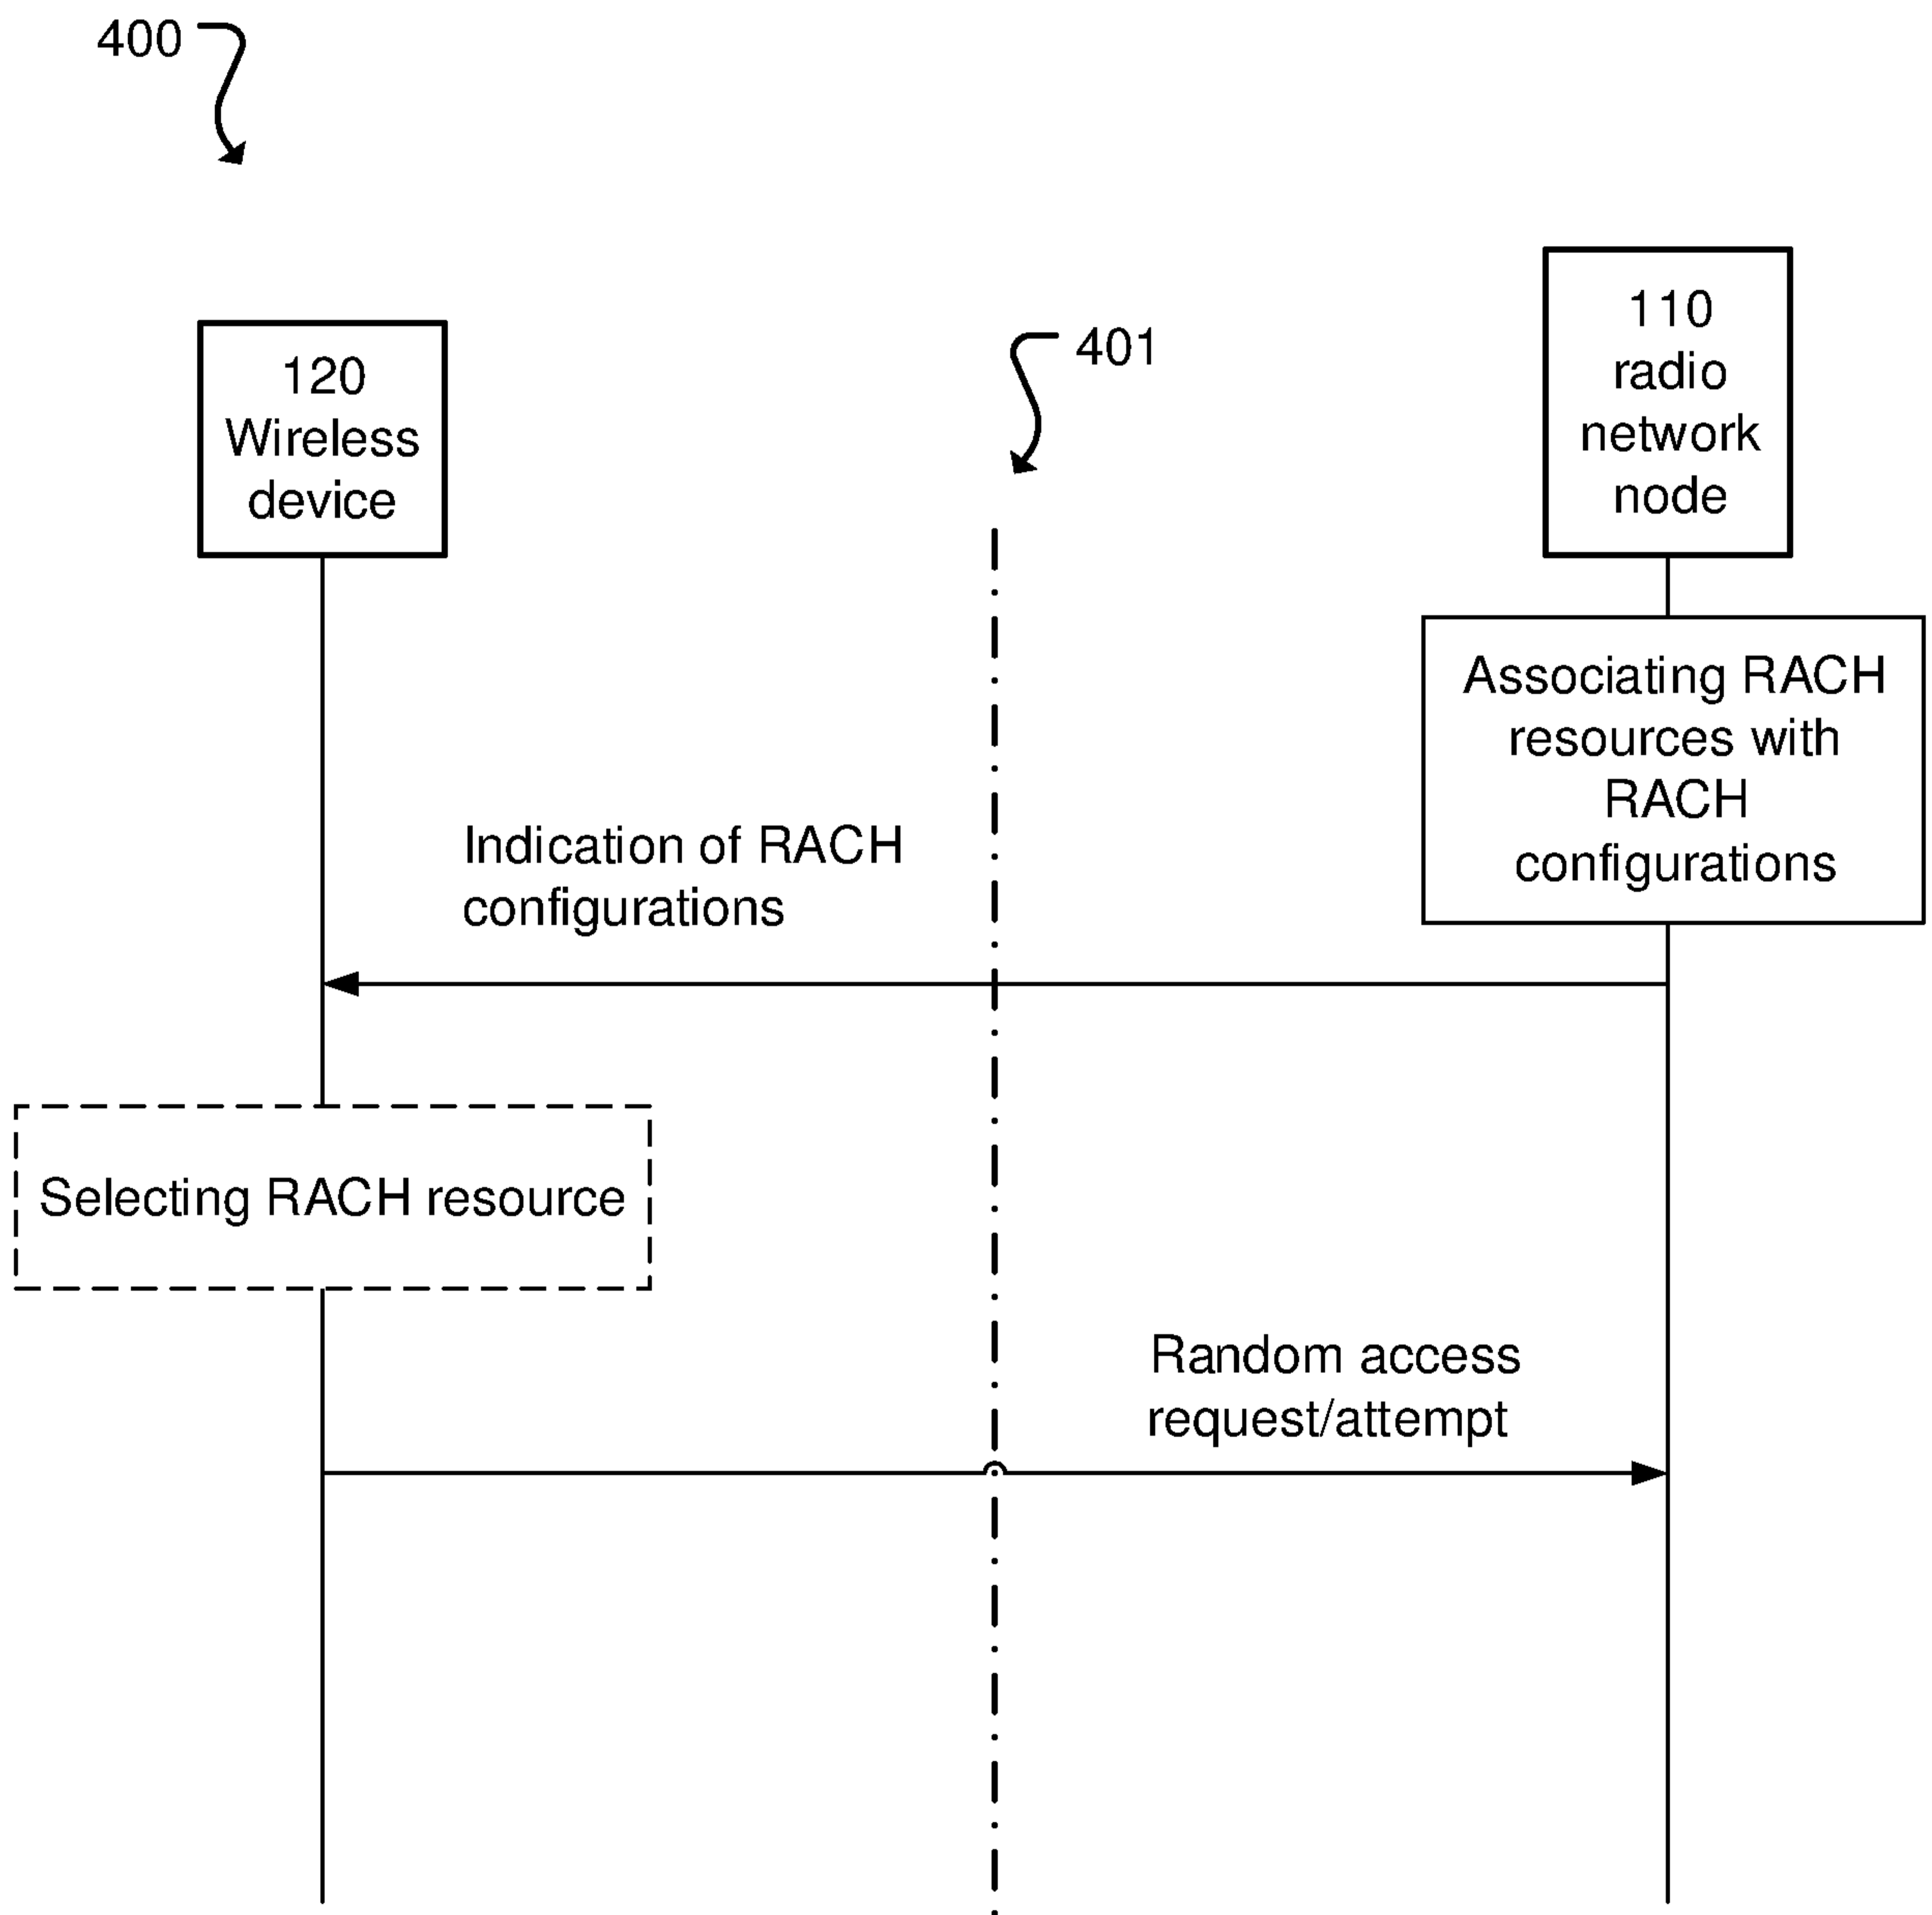 400
110
radio
network
node
401
120
Wireless
device
Associating RACH
resources with
RACH
configurations
Indication of RACH
configurations
Selecting RACH resource
Random access
request/attempt